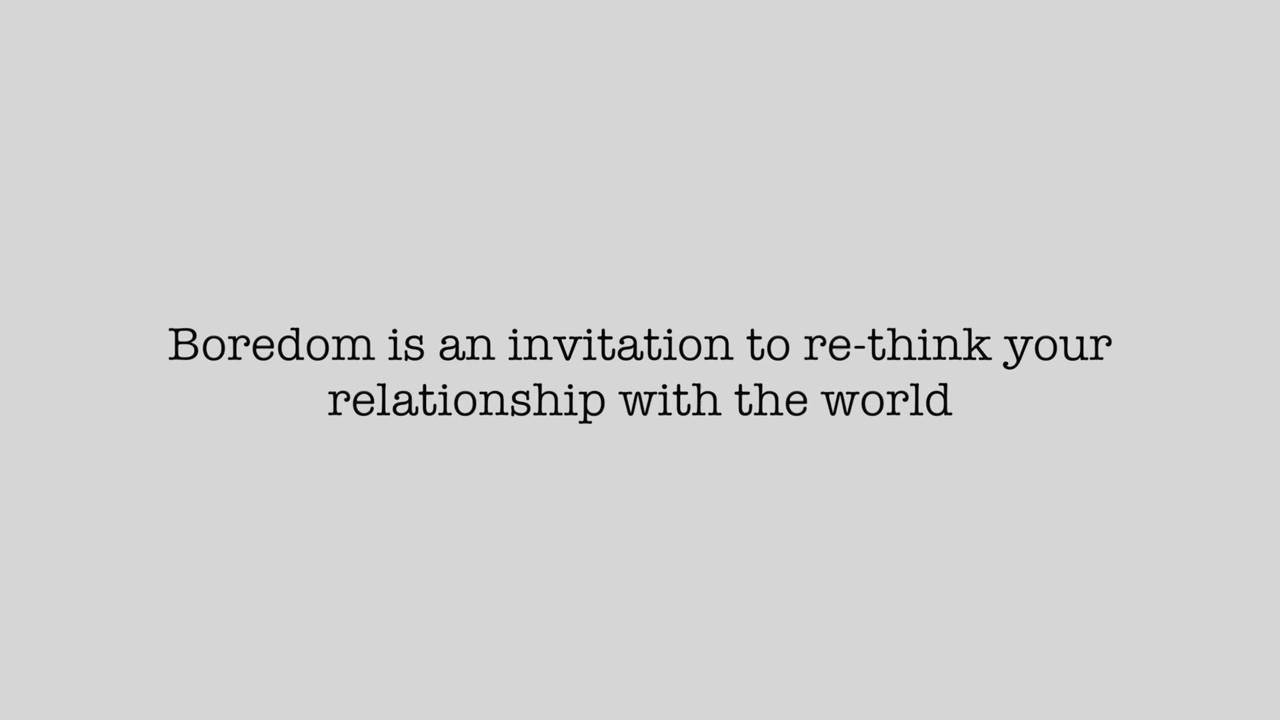 Boredom is an invitation to re-think your
relationship with the world